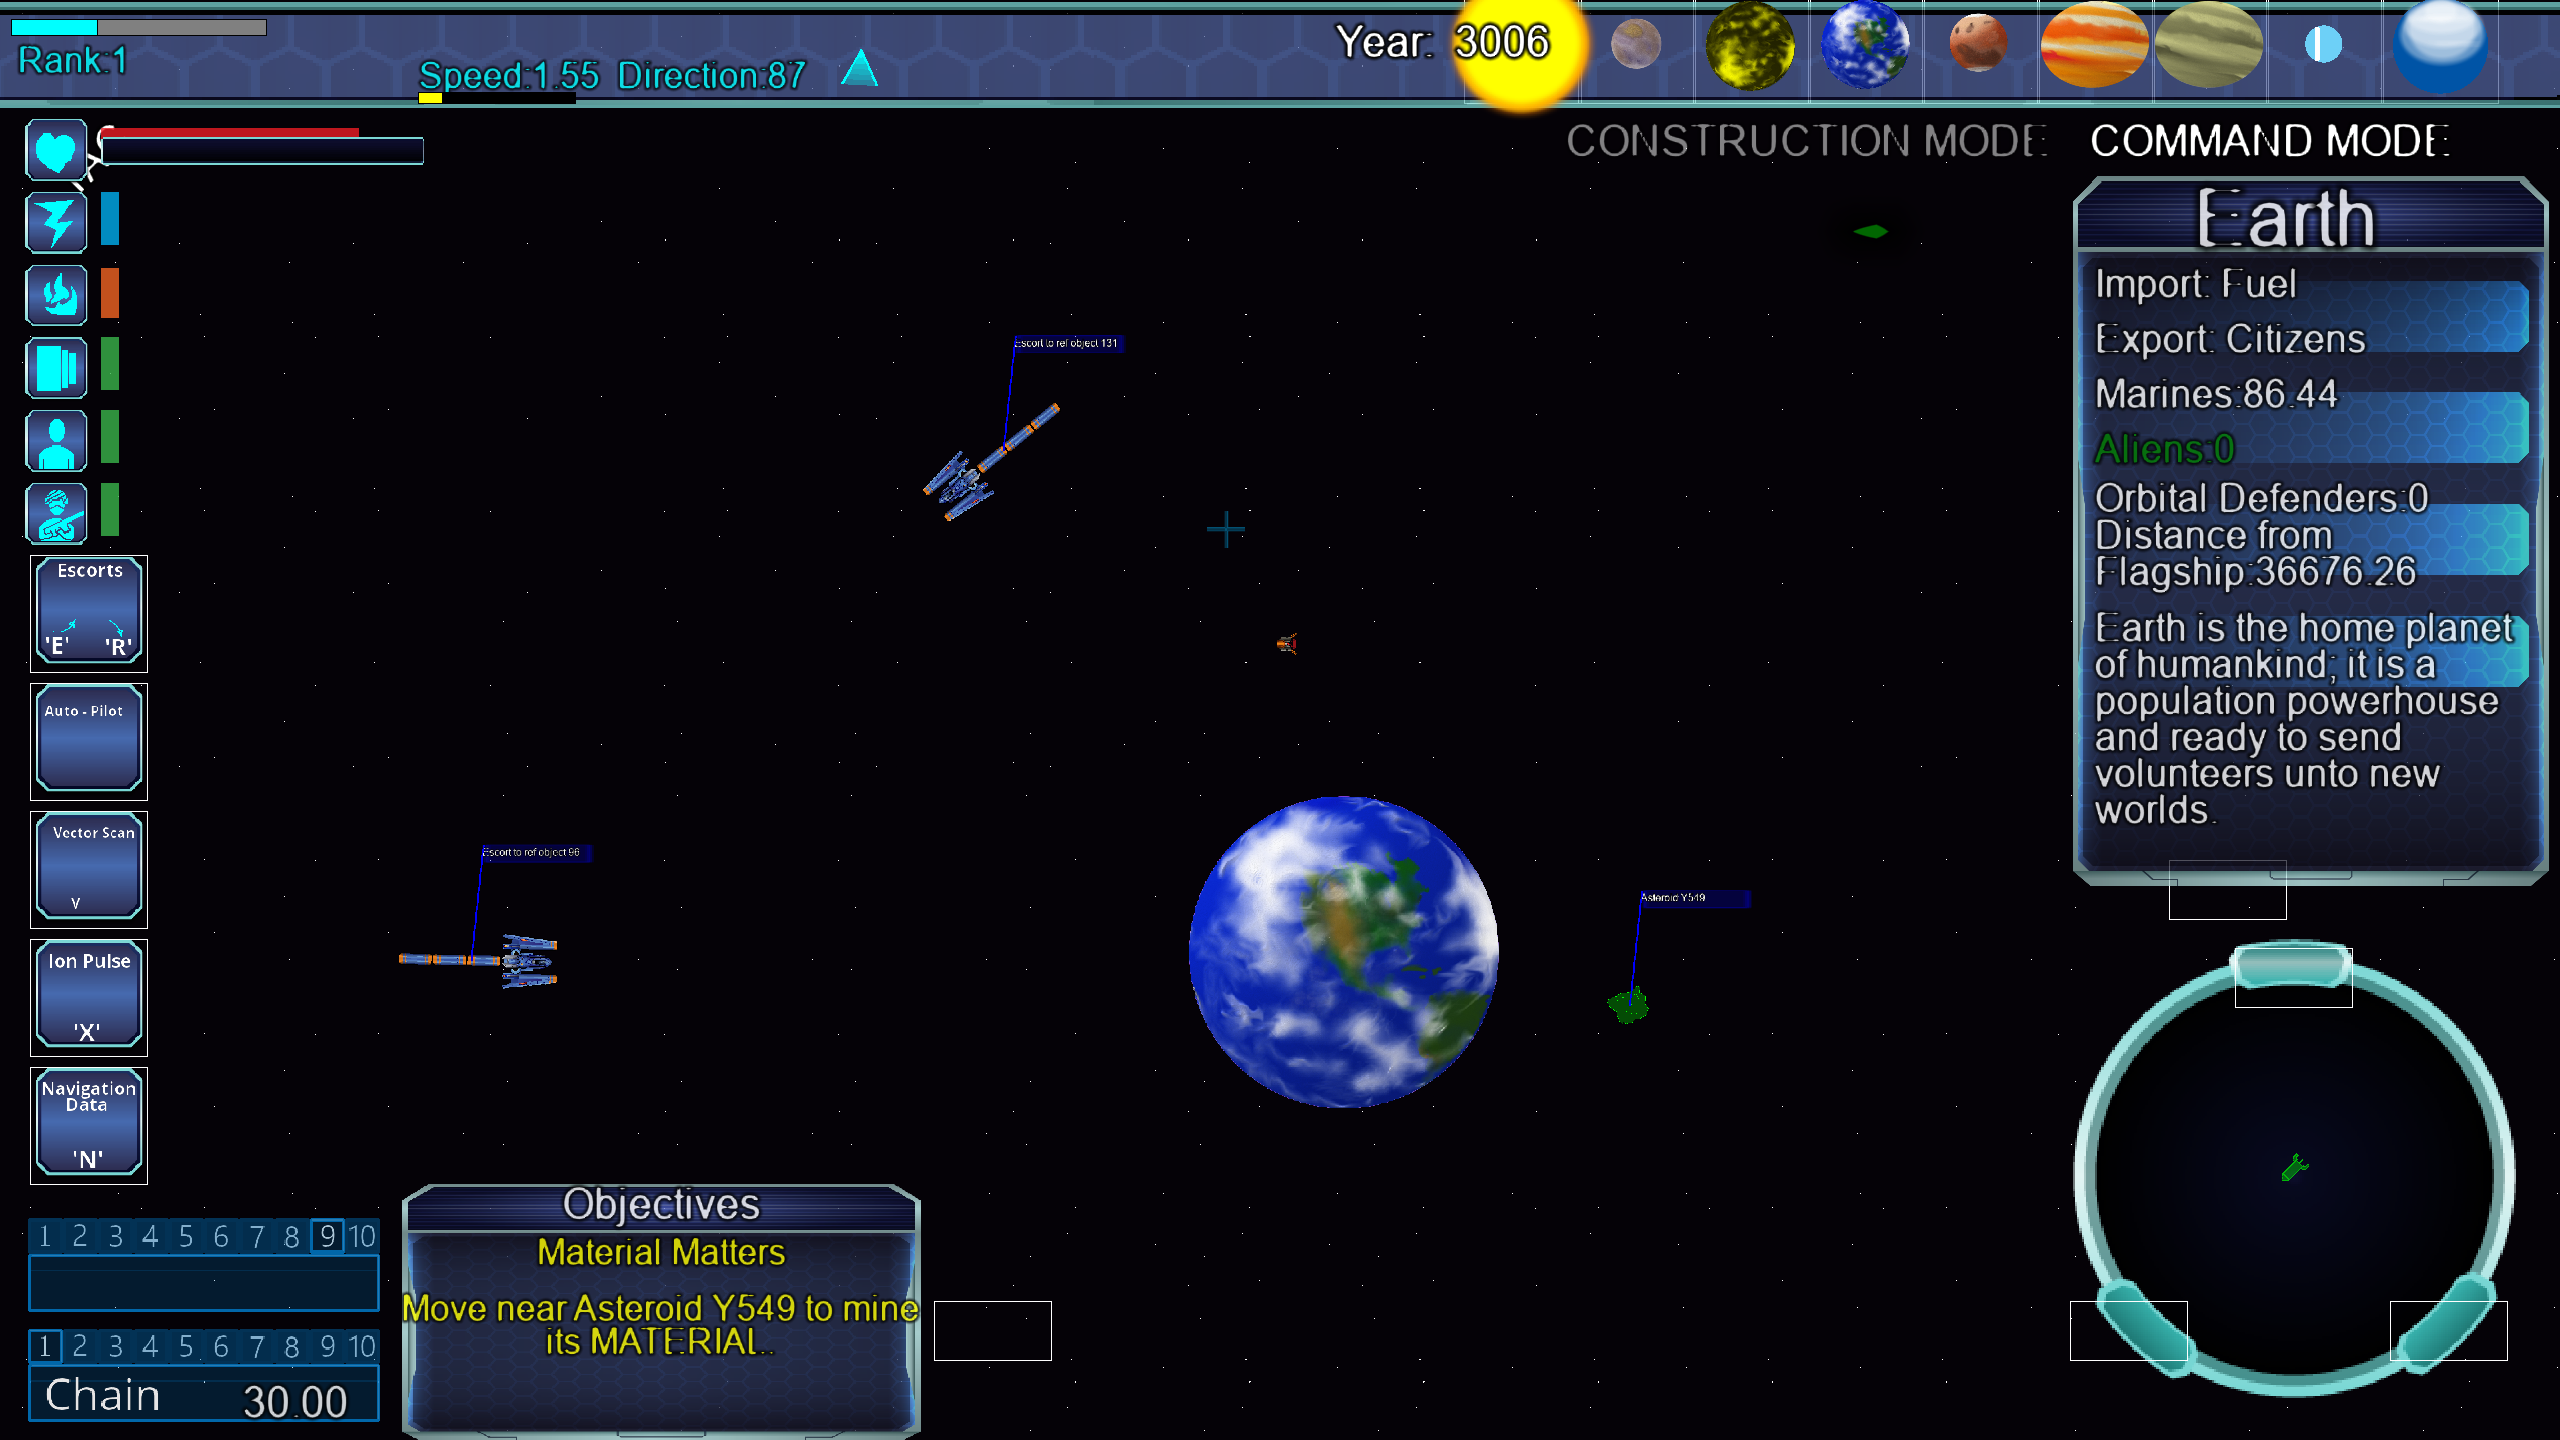 Rank:1
Speed:1.55 Direction:87
Year: 3006
CONSTRUCTION MODE
COMMAND MODE
Earth
Import: Fuel
Export: Citizens
Marines:86.44
Aliens:0
Orbital Defenders:0
Distance from
Flagship:36676.26
Earth is the home planet
of humankind; it is a
population powerhouse
and ready to send
volunteers unto new
worlds.
Escort to ref object 131
Escort to ref object 96
Asteroid Y549
Escorts
'E' 'R'
Auto - Pilot
Vector Scan
V
Ion Pulse
'X'
Navigation
Data
'N'
1 2 3 4 5 6 7 8 9 10
1 2 3 4 5 6 7 8 9 10
Chain 30.00
Objectives
Material Matters
Move near Asteroid Y549 to mine
its MATERIAL..